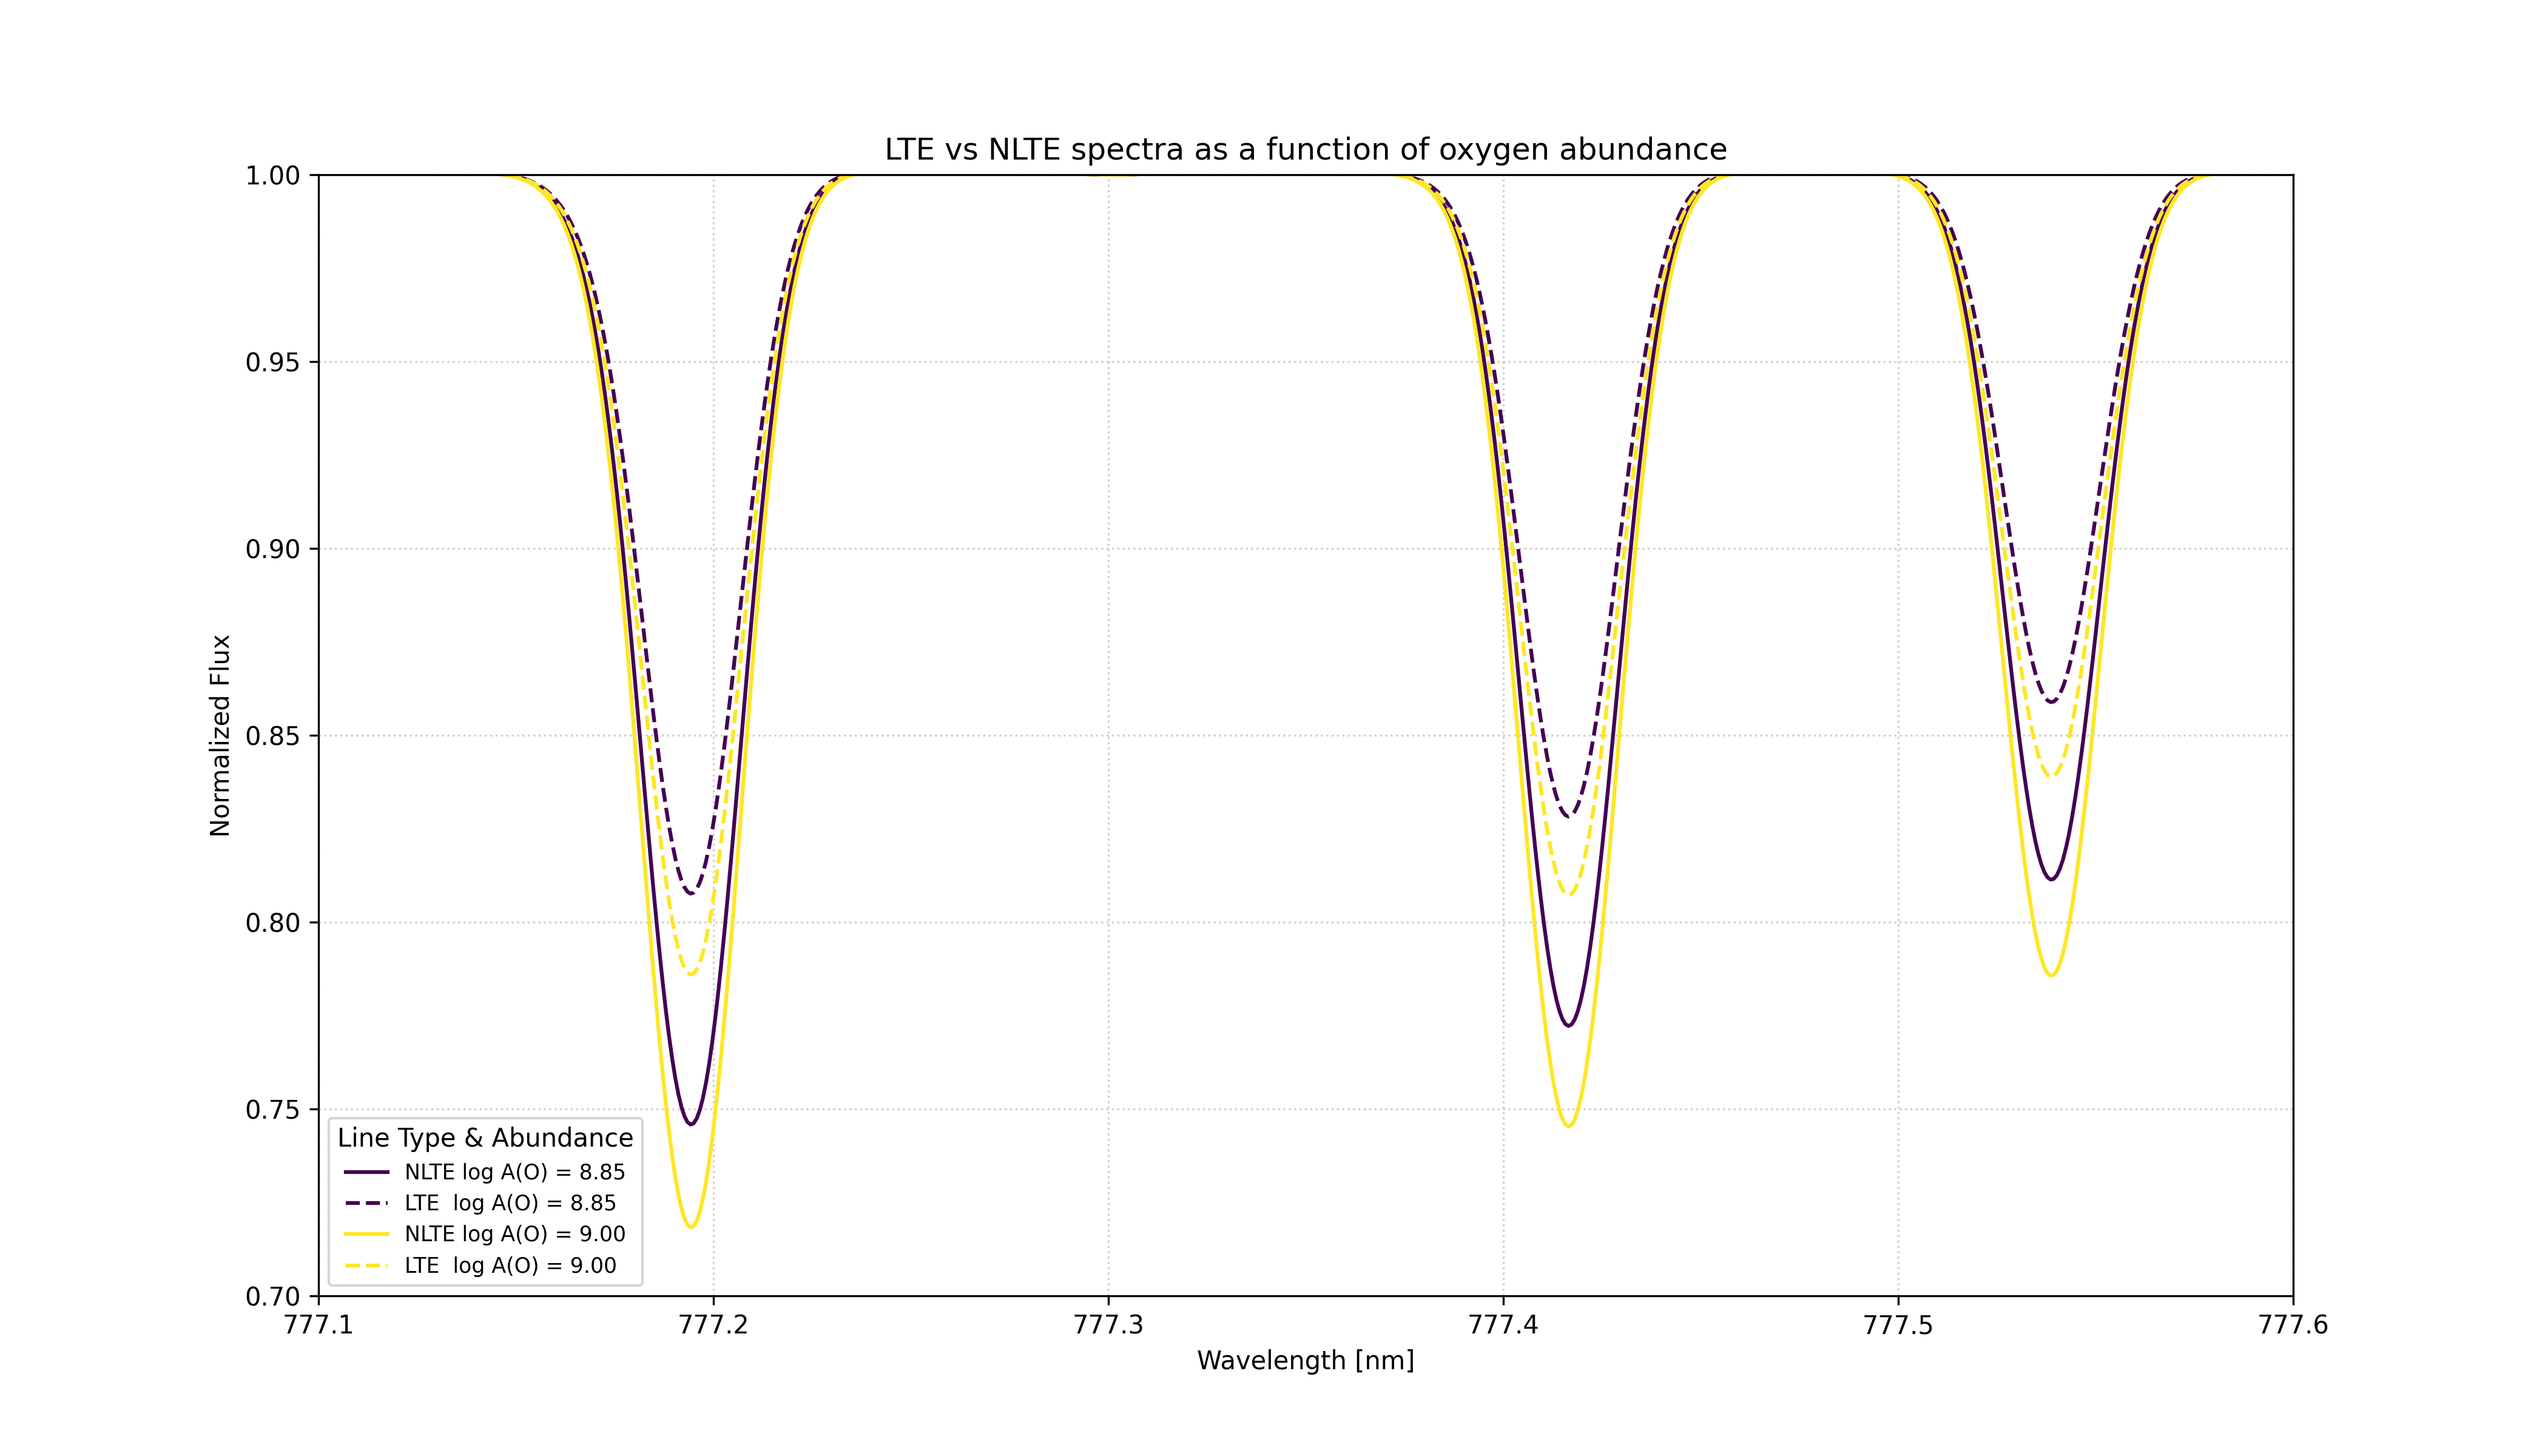 LTE vs NLTE spectra as a function of oxygen abundance
Normalized Flux
1.00
0.95
0.90
0.85
0.80
0.75
0.70
Line Type & Abundance
NLTE log A(O) = 8.85
LTE  log A(O) = 8.85
NLTE log A(O) = 9.00
LTE  log A(O) = 9.00
777.1 777.2 777.3 777.4 777.5 777.6
Wavelength [nm]